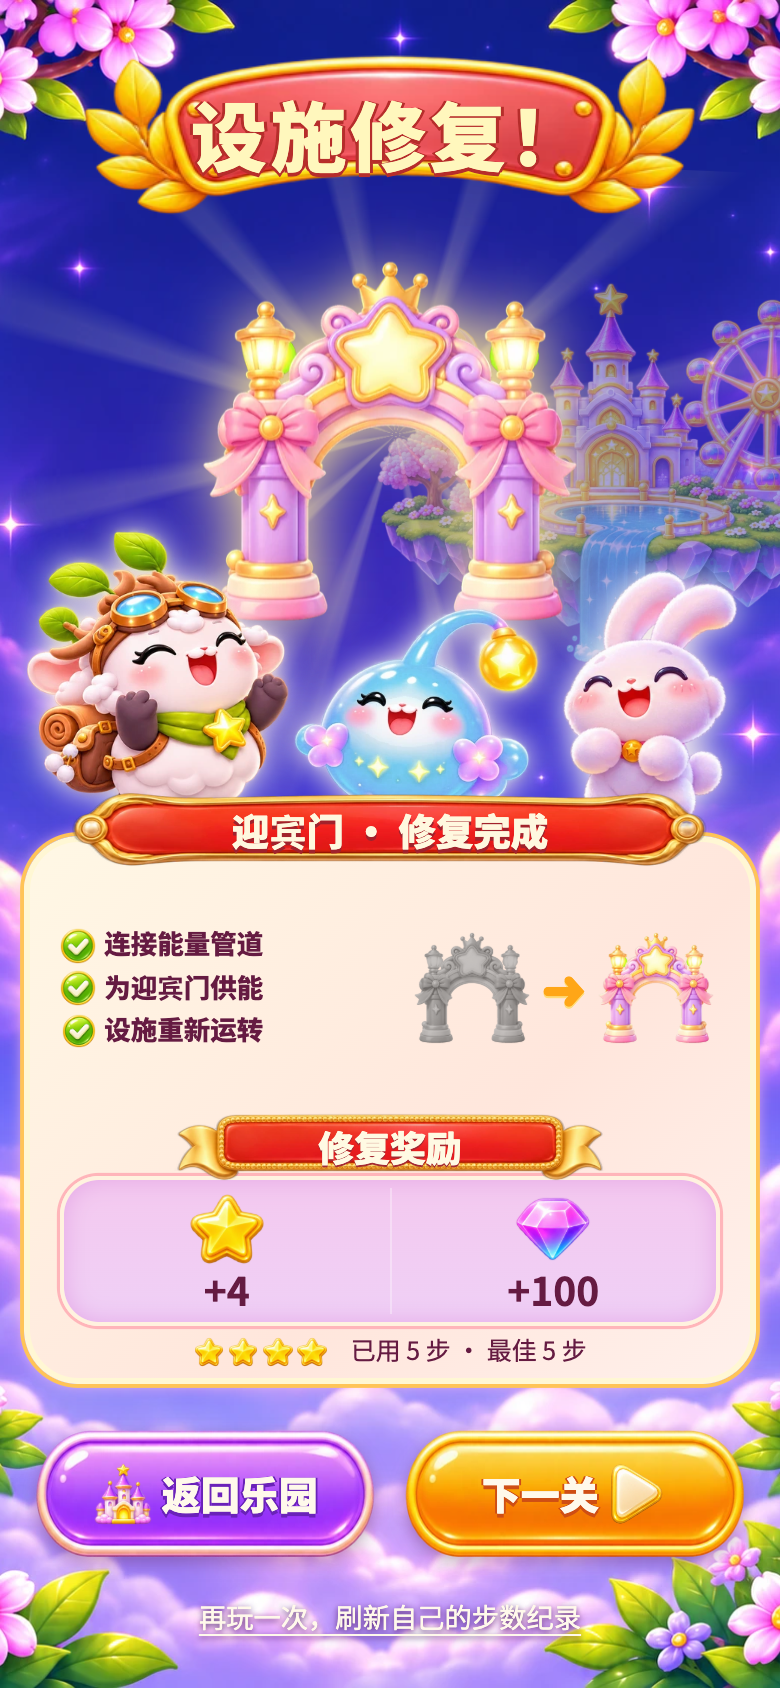 设施修复！
迎宾门 · 修复完成
连接能量管道
为迎宾门供能
设施重新运转
修复奖励
+4
+100
已用 5 步 · 最佳 5 步
返回乐园
下一关
再玩一次，刷新自己的步数纪录